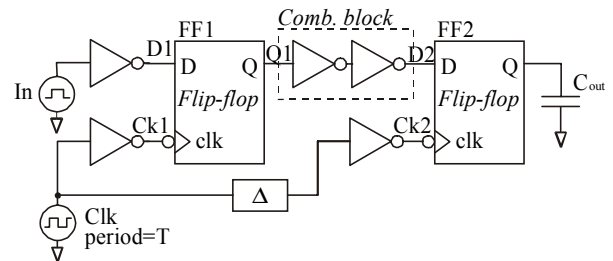 Comb. block
FF1
FF2
D1
Q1
D2
D
Q
D
Q
In
Flip-flop
Flip-flop
Cout
Ck1
clk
Ck2
clk
Δ
Clk
period=T